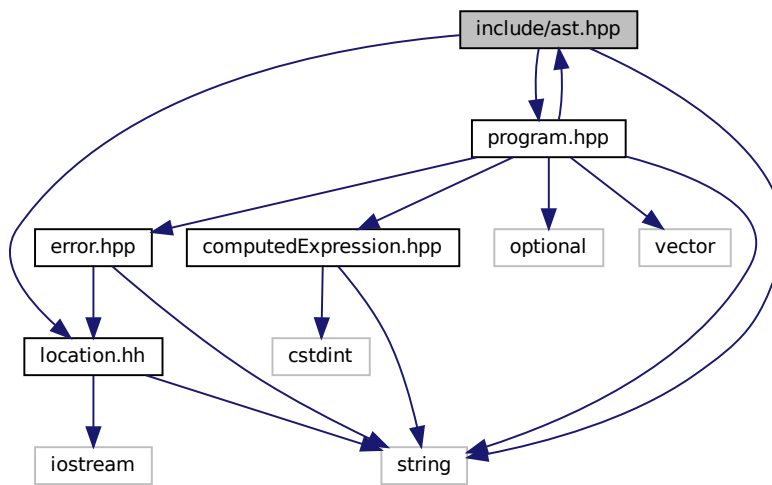 include/ast.hpp
program.hpp
error.hpp
computedExpression.hpp
optional
vector
location.hh
cstdint
iostream
string